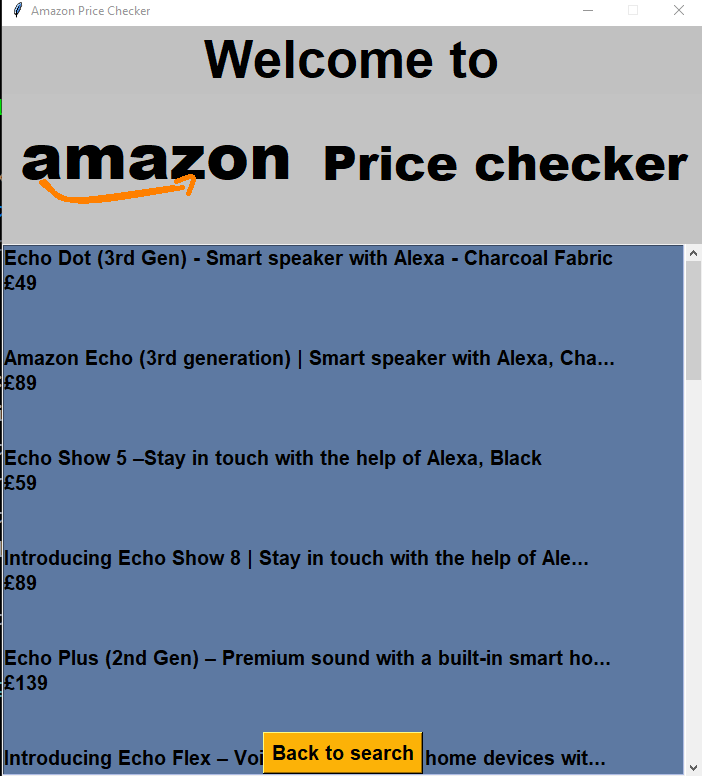 Amazon Price Checker
Welcome to
amazon Price checker
Echo Dot (3rd Gen) - Smart speaker with Alexa - Charcoal Fabric
£49
Amazon Echo (3rd generation) | Smart speaker with Alexa, Cha...
£89
Echo Show 5 –Stay in touch with the help of Alexa, Black
£59
Introducing Echo Show 8 | Stay in touch with the help of Ale...
£89
Echo Plus (2nd Gen) – Premium sound with a built-in smart ho...
£139
Back to search
Introducing Echo Flex – home devices wit...